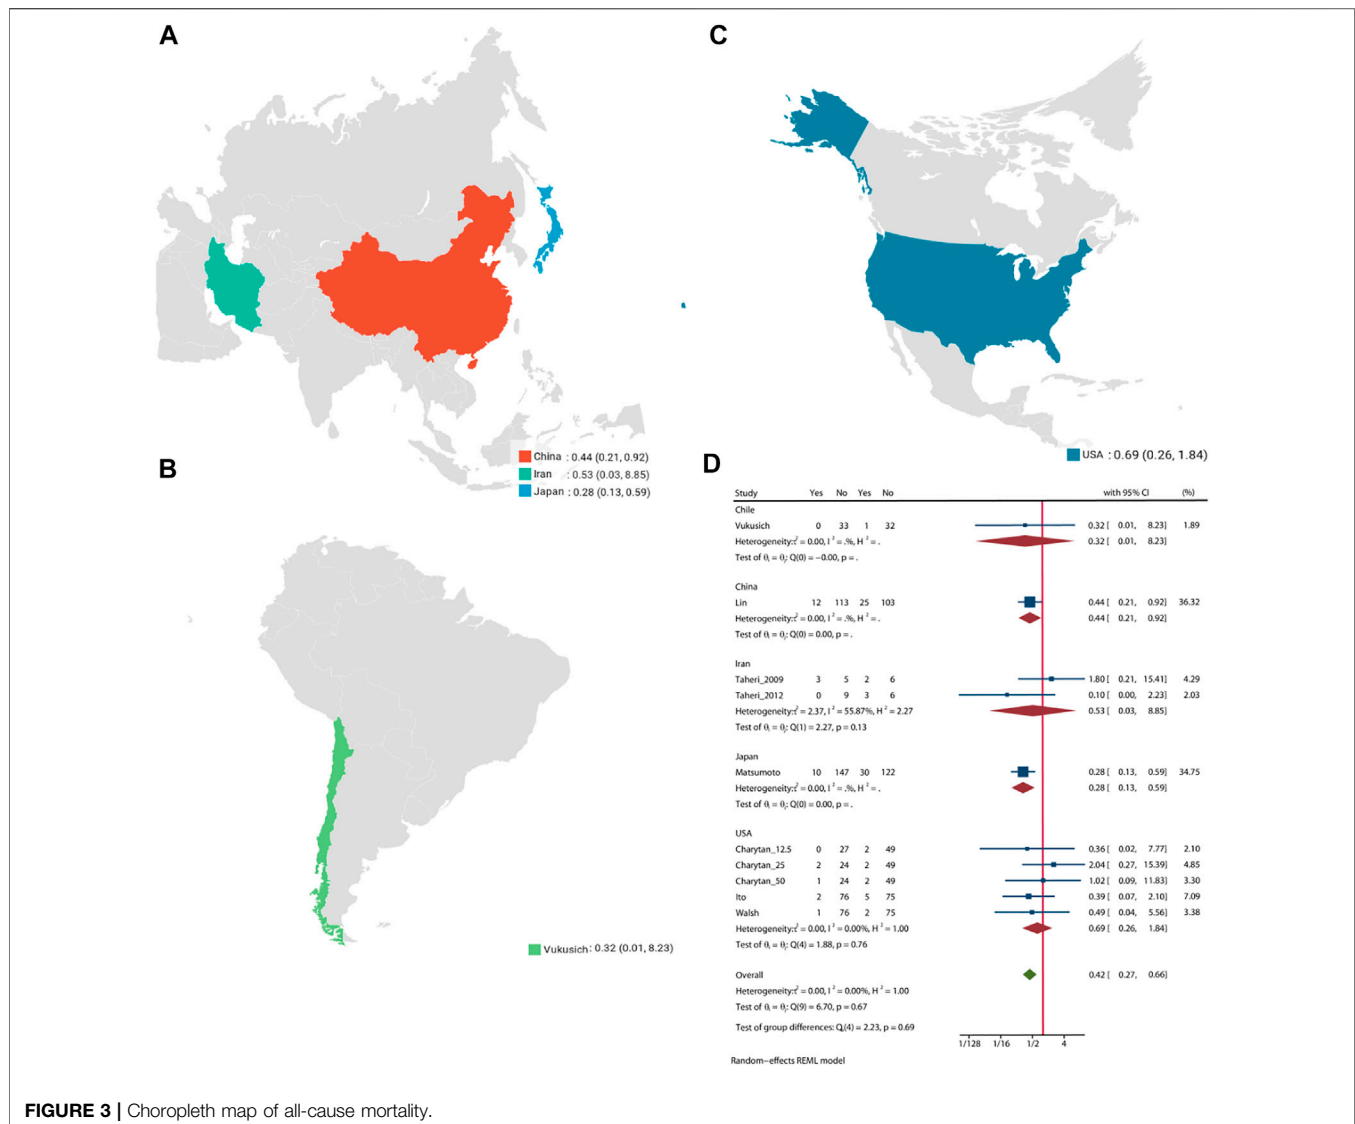 A
China : 0.44 (0.21, 0.92)
Iran : 0.53 (0.03, 8.85)
Japan : 0.28 (0.13, 0.59)
C
USA : 0.69 (0.26, 1.84)
B
Vukusich : 0.32 (0.01, 8.23)
D
Study Yes No Yes No with 95% CI (%)
Chile
Vukusich 0 33 1 32 0.32 [ 0.01, 8.23] 1.89
Heterogeneity: τ² = 0.00, I² = .%, H² = . 0.32 [ 0.01, 8.23]
Test of θᵢ = θⱼ: Q(0) = −0.00, p = .
China
Lin 12 113 25 103 0.44 [ 0.21, 0.92] 36.32
Heterogeneity: τ² = 0.00, I² = .%, H² = . 0.44 [ 0.21, 0.92]
Test of θᵢ = θⱼ: Q(0) = 0.00, p = .
Iran
Taheri_2009 3 5 2 6 1.80 [ 0.21, 15.41] 4.29
Taheri_2012 0 9 3 6 0.10 [ 0.00, 2.23] 2.03
Heterogeneity: τ² = 2.37, I² = 55.87%, H² = 2.27 0.53 [ 0.03, 8.85]
Test of θᵢ = θⱼ: Q(1) = 2.27, p = 0.13
Japan
Matsumoto 10 147 30 122 0.28 [ 0.13, 0.59] 34.75
Heterogeneity: τ² = 0.00, I² = .%, H² = . 0.28 [ 0.13, 0.59]
Test of θᵢ = θⱼ: Q(0) = 0.00, p = .
USA
Charytan_12.5 0 27 2 49 0.36 [ 0.02, 7.77] 2.10
Charytan_25 2 24 2 49 2.04 [ 0.27, 15.39] 4.85
Charytan_50 1 24 2 49 1.02 [ 0.09, 11.83] 3.30
Ito 2 76 5 75 0.39 [ 0.07, 2.10] 7.09
Walsh 1 76 2 75 0.49 [ 0.04, 5.56] 3.38
Heterogeneity: τ² = 0.00, I² = 0.00%, H² = 1.00 0.69 [ 0.26, 1.84]
Test of θᵢ = θⱼ: Q(4) = 1.88, p = 0.76
Overall 0.42 [ 0.27, 0.66]
Heterogeneity: τ² = 0.00, I² = 0.00%, H² = 1.00
Test of θᵢ = θⱼ: Q(9) = 6.70, p = 0.67
Test of group differences: Q(4) = 2.23, p = 0.69
1/128 1/16 1/2 4
Random−effects REML model
FIGURE 3 | Choropleth map of all-cause mortality.